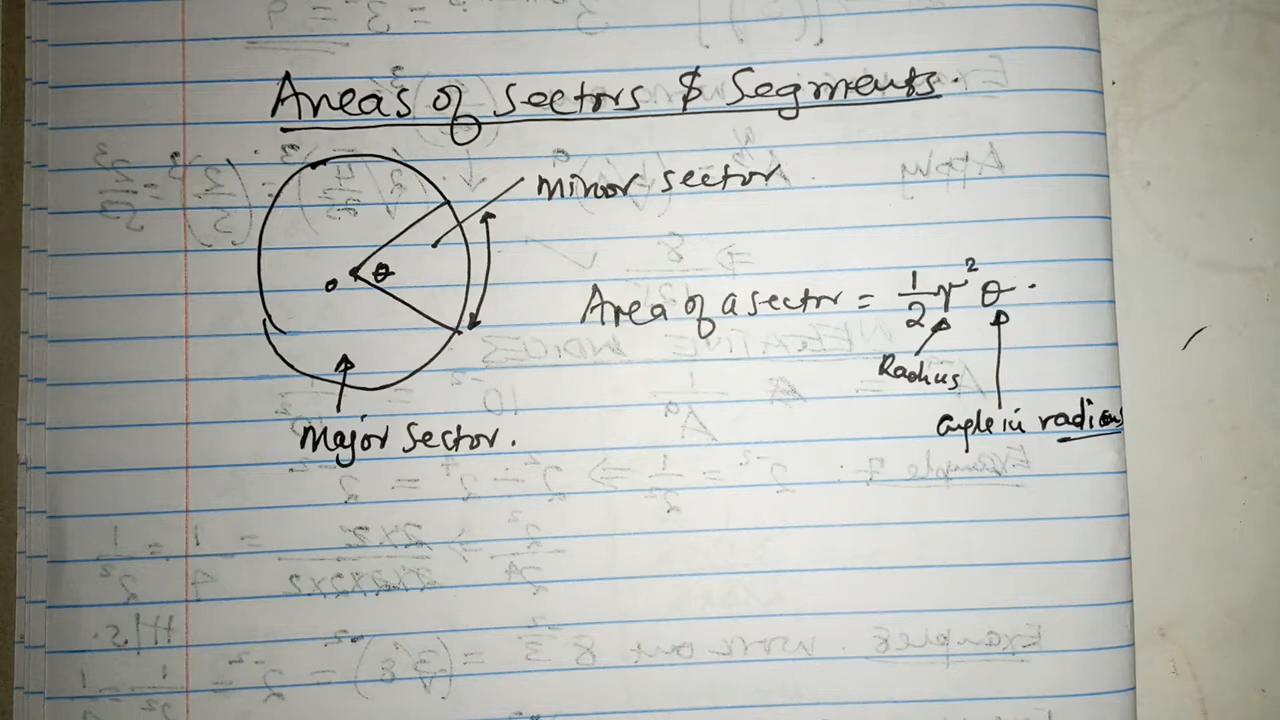 Areas of sectors & Segments.
minor sector.
o θ
Area of a sector = 1/2 r² θ.
Radius
angle in radians
Major Sector.